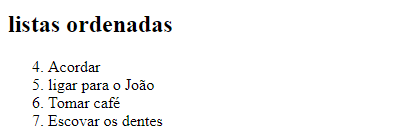 listas ordenadas
4. Acordar
5. ligar para o João
6. Tomar café
7. Escovar os dentes